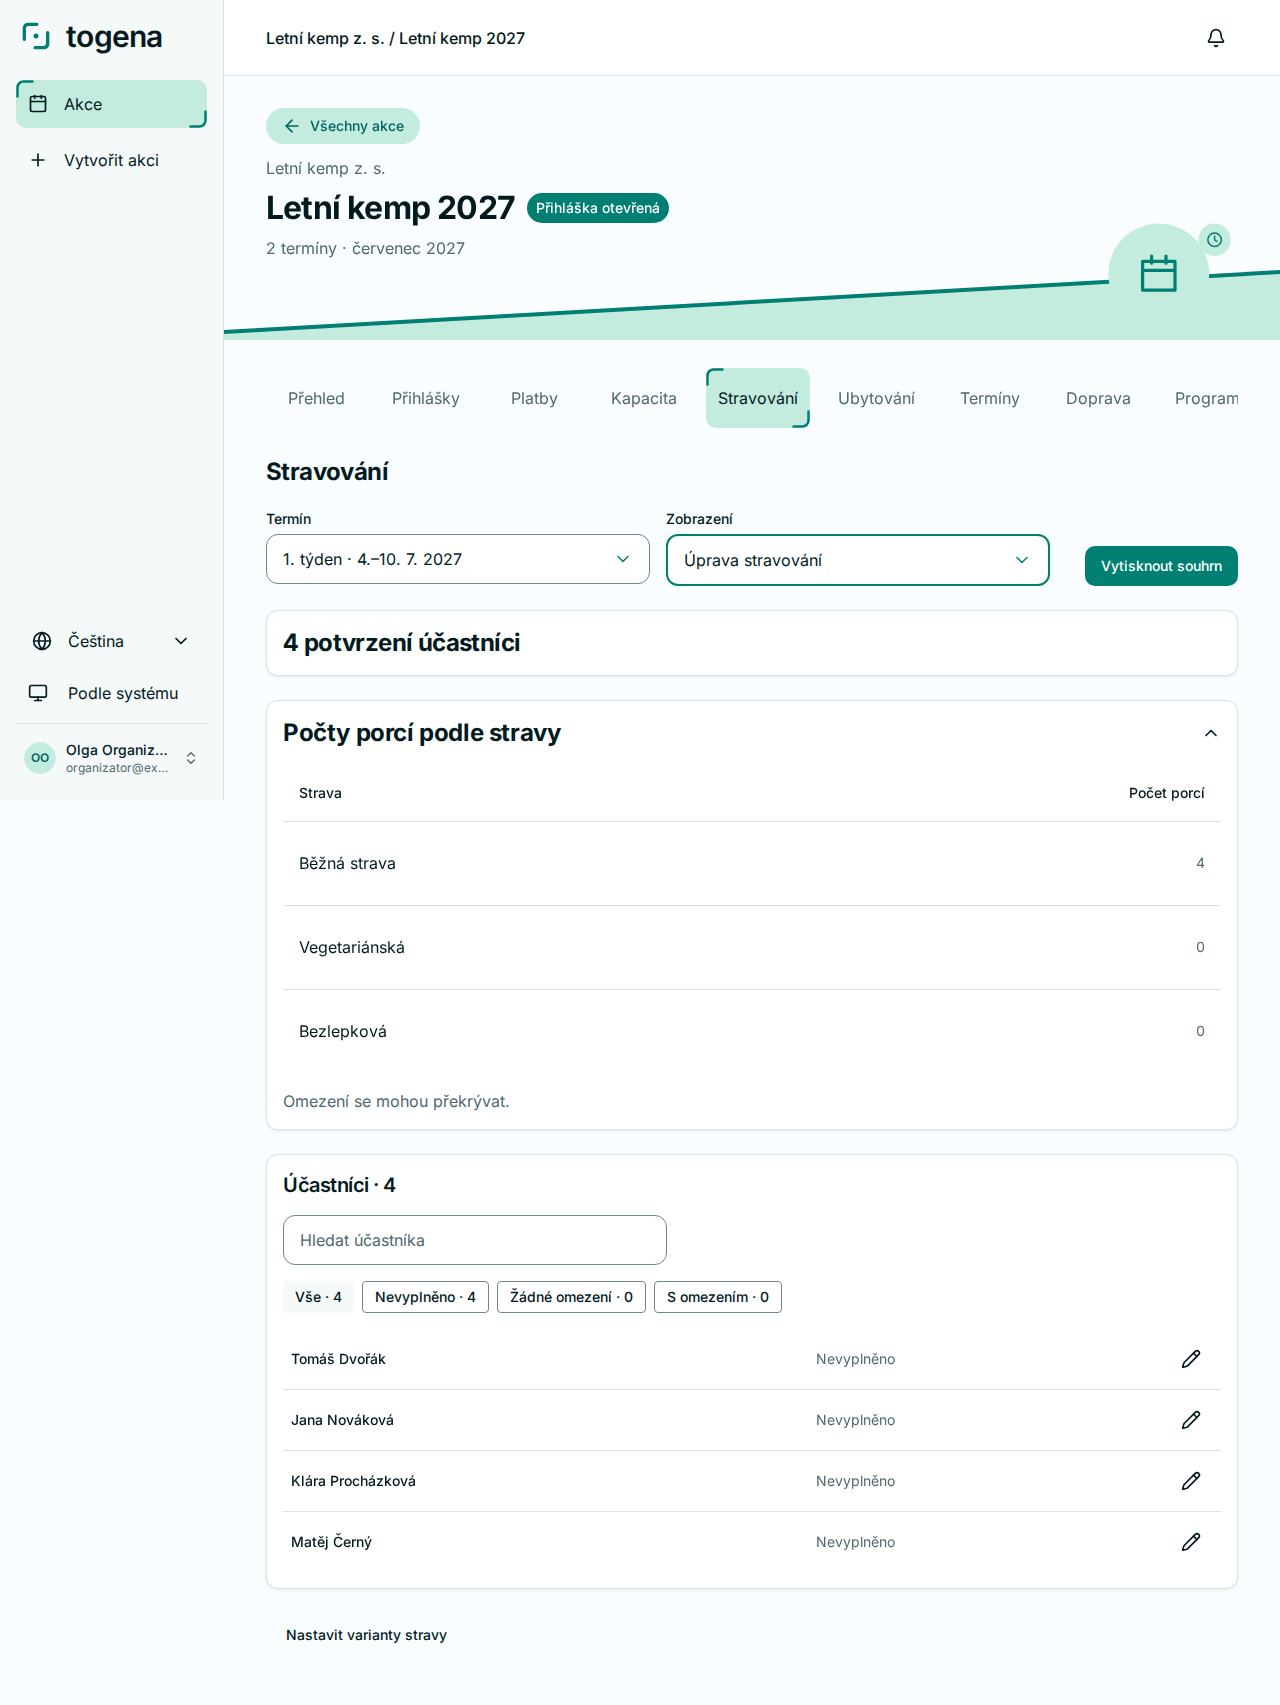 togena
Akce
Vytvořit akci
Čeština
Podle systému
OO
Olga Organiz...
organizator@ex...
Letní kemp z. s. / Letní kemp 2027
Všechny akce
Letní kemp z. s.
Letní kemp 2027
Přihláška otevřená
2 termíny · červenec 2027
Přehled
Přihlášky
Platby
Kapacita
Stravování
Ubytování
Termíny
Doprava
Program
Stravování
Termín
Zobrazení
1. týden · 4.–10. 7. 2027
Úprava stravování
Vytisknout souhrn
4 potvrzení účastníci
Počty porcí podle stravy
Strava
Počet porcí
Běžná strava
4
Vegetariánská
0
Bezlepková
0
Omezení se mohou překrývat.
Účastníci · 4
Hledat účastníka
Vše · 4
Nevyplněno · 4
Žádné omezení · 0
S omezením · 0
Tomáš Dvořák
Nevyplněno
Jana Nováková
Nevyplněno
Klára Procházková
Nevyplněno
Matěj Černý
Nevyplněno
Nastavit varianty stravy